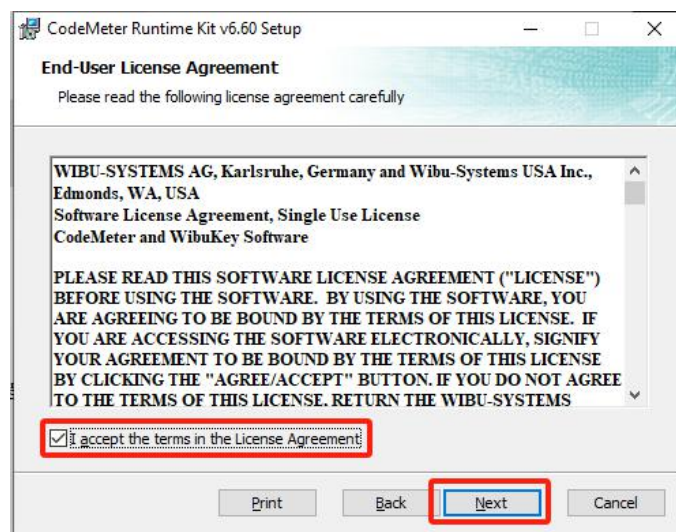 CodeMeter Runtime Kit v6.60 Setup
End-User License Agreement
Please read the following license agreement carefully
WIBU-SYSTEMS AG, Karlsruhe, Germany and Wibu-Systems USA Inc.,
Edmonds, WA, USA
Software License Agreement, Single Use License
CodeMeter and WibuKey Software
PLEASE READ THIS SOFTWARE LICENSE AGREEMENT ("LICENSE")
BEFORE USING THE SOFTWARE. BY USING THE SOFTWARE, YOU
ARE AGREEING TO BE BOUND BY THE TERMS OF THIS LICENSE. IF
YOU ARE ACCESSING THE SOFTWARE ELECTRONICALLY, SIGNIFY
YOUR AGREEMENT TO BE BOUND BY THE TERMS OF THIS LICENSE
BY CLICKING THE "AGREE/ACCEPT" BUTTON. IF YOU DO NOT AGREE
TO THE TERMS OF THIS LICENSE, RETURN THE WIBU-SYSTEMS
I accept the terms in the License Agreement
Print Back Next Cancel